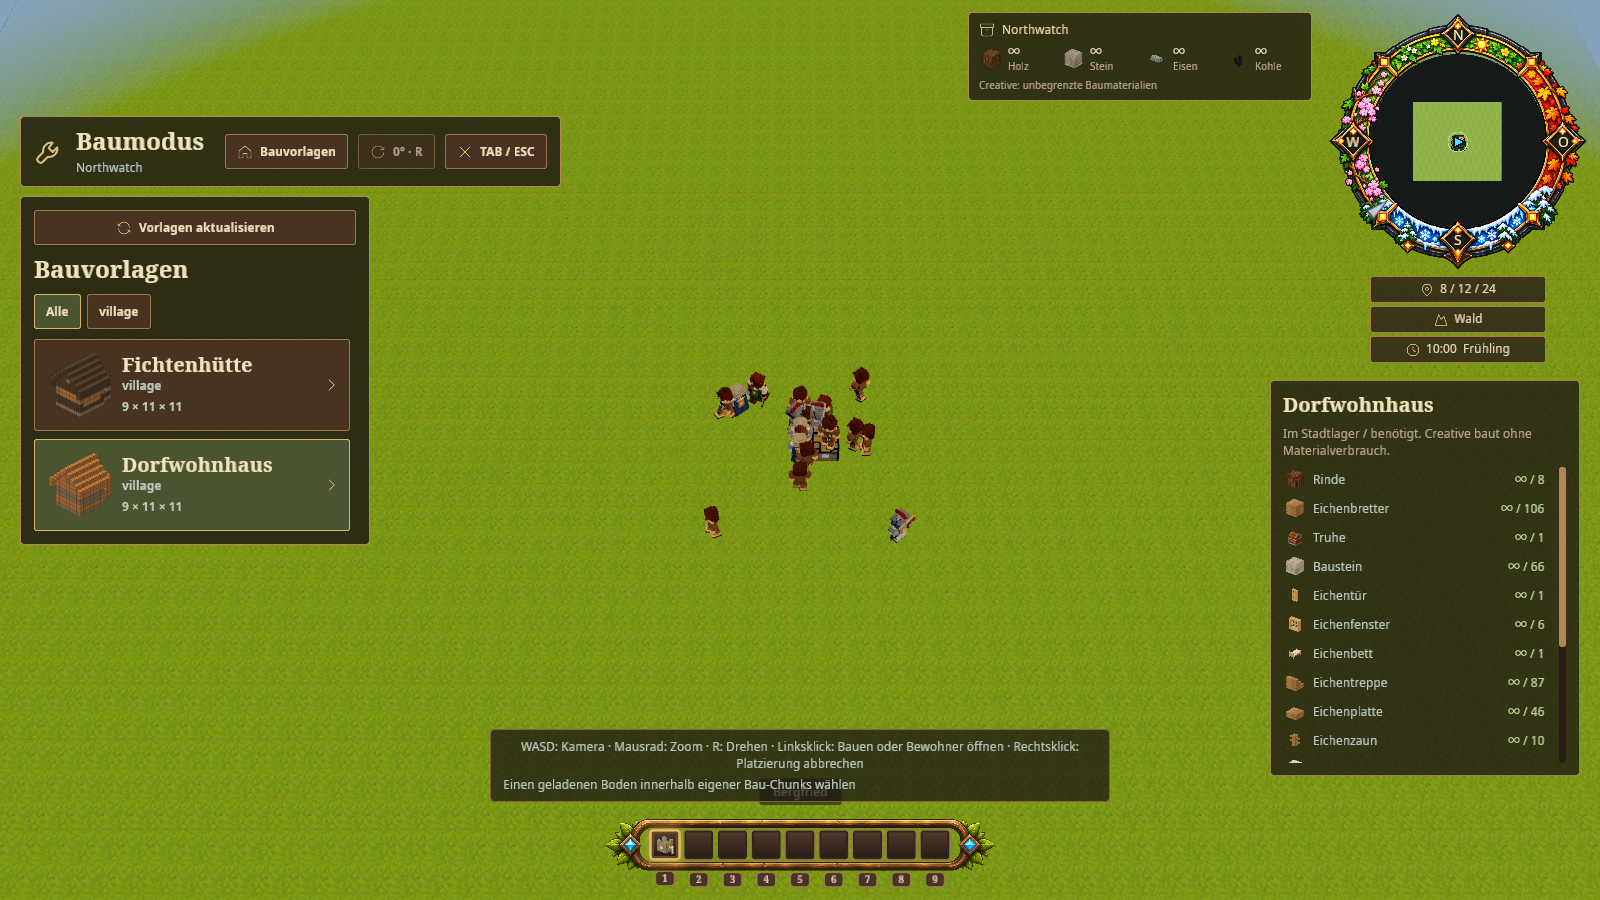 Northwatch
∞ Holz
∞ Stein
∞ Eisen
∞ Kohle
Creative: unbegrenzte Baumaterialien
N
W
O
S
8 / 12 / 24
Wald
10:00 Frühling
Baumodus
Northwatch
Bauvorlagen
0° · R
TAB / ESC
Vorlagen aktualisieren
Bauvorlagen
Alle
village
Fichtenhütte
village
9 × 11 × 11
Dorfwohnhaus
village
9 × 11 × 11
Dorfwohnhaus
Im Stadtlager / benötigt. Creative baut ohne
Materialverbrauch.
Rinde ∞ / 8
Eichenbretter ∞ / 106
Truhe ∞ / 1
Baustein ∞ / 66
Eichentür ∞ / 1
Eichenfenster ∞ / 6
Eichenbett ∞ / 1
Eichentreppe ∞ / 87
Eichenplatte ∞ / 46
Eichenzaun ∞ / 10
WASD: Kamera · Mausrad: Zoom · R: Drehen · Linksklick: Bauen oder Bewohner öffnen · Rechtsklick:
Platzierung abbrechen
Einen geladenen Boden innerhalb eigener Bau-Chunks wählen
Bergfried
1
1 2 3 4 5 6 7 8 9